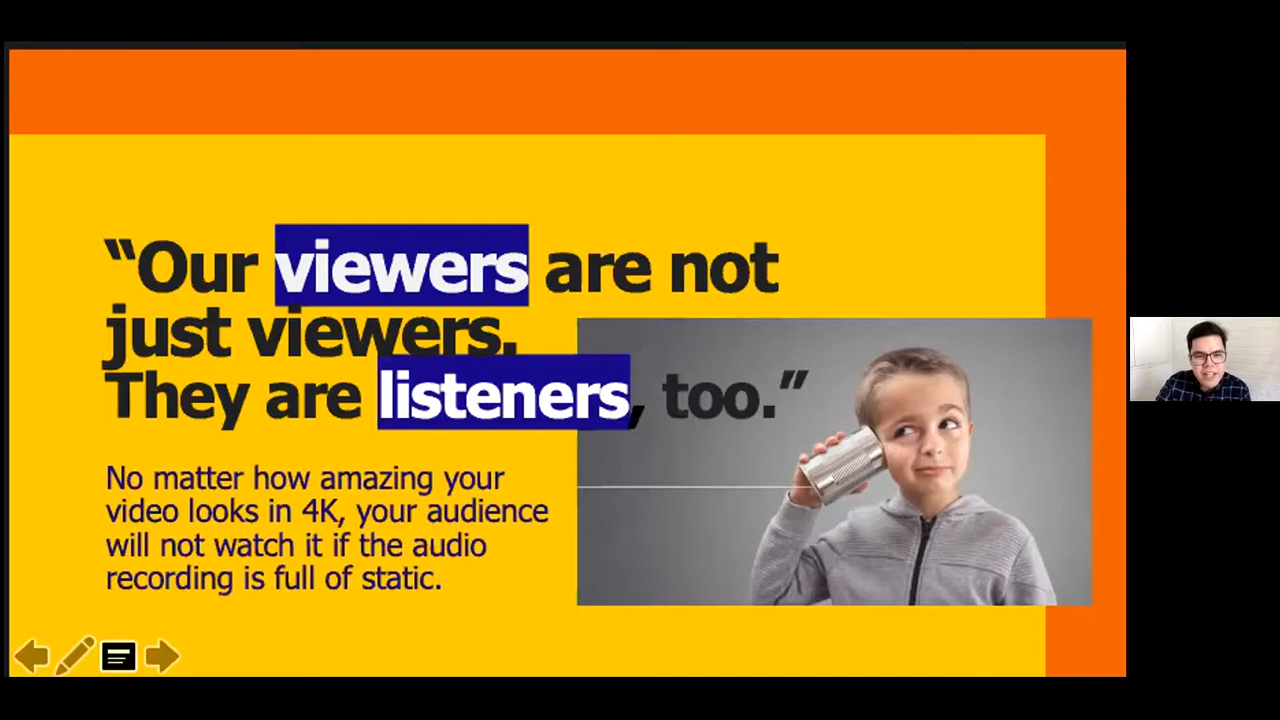 “Our viewers are not
just viewers.
They are listeners, too.”
No matter how amazing your
video looks in 4K, your audience
will not watch it if the audio
recording is full of static.